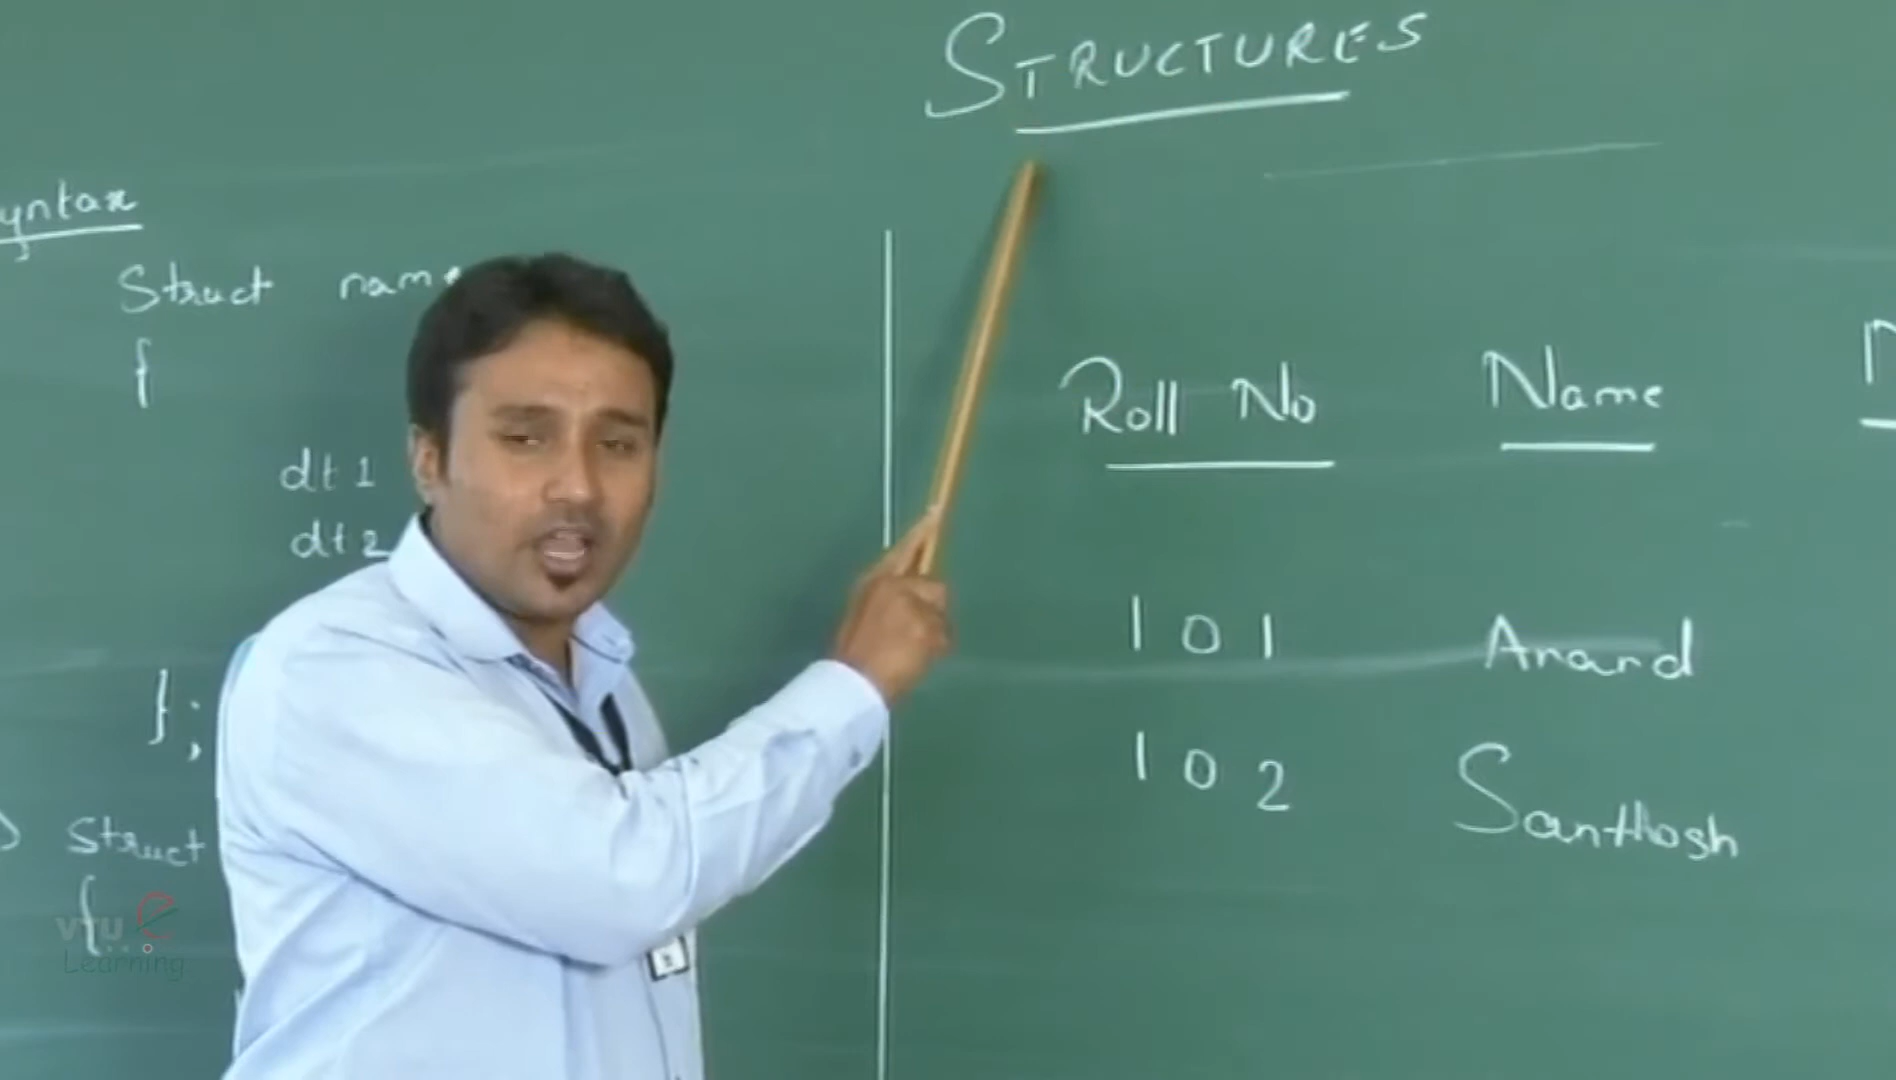 STRUCTURES
yntax
Struct name
{
dt 1
dt 2
};
Struct
{
Roll No Name
101 Anand
102 Santhosh
VTU e
Learning